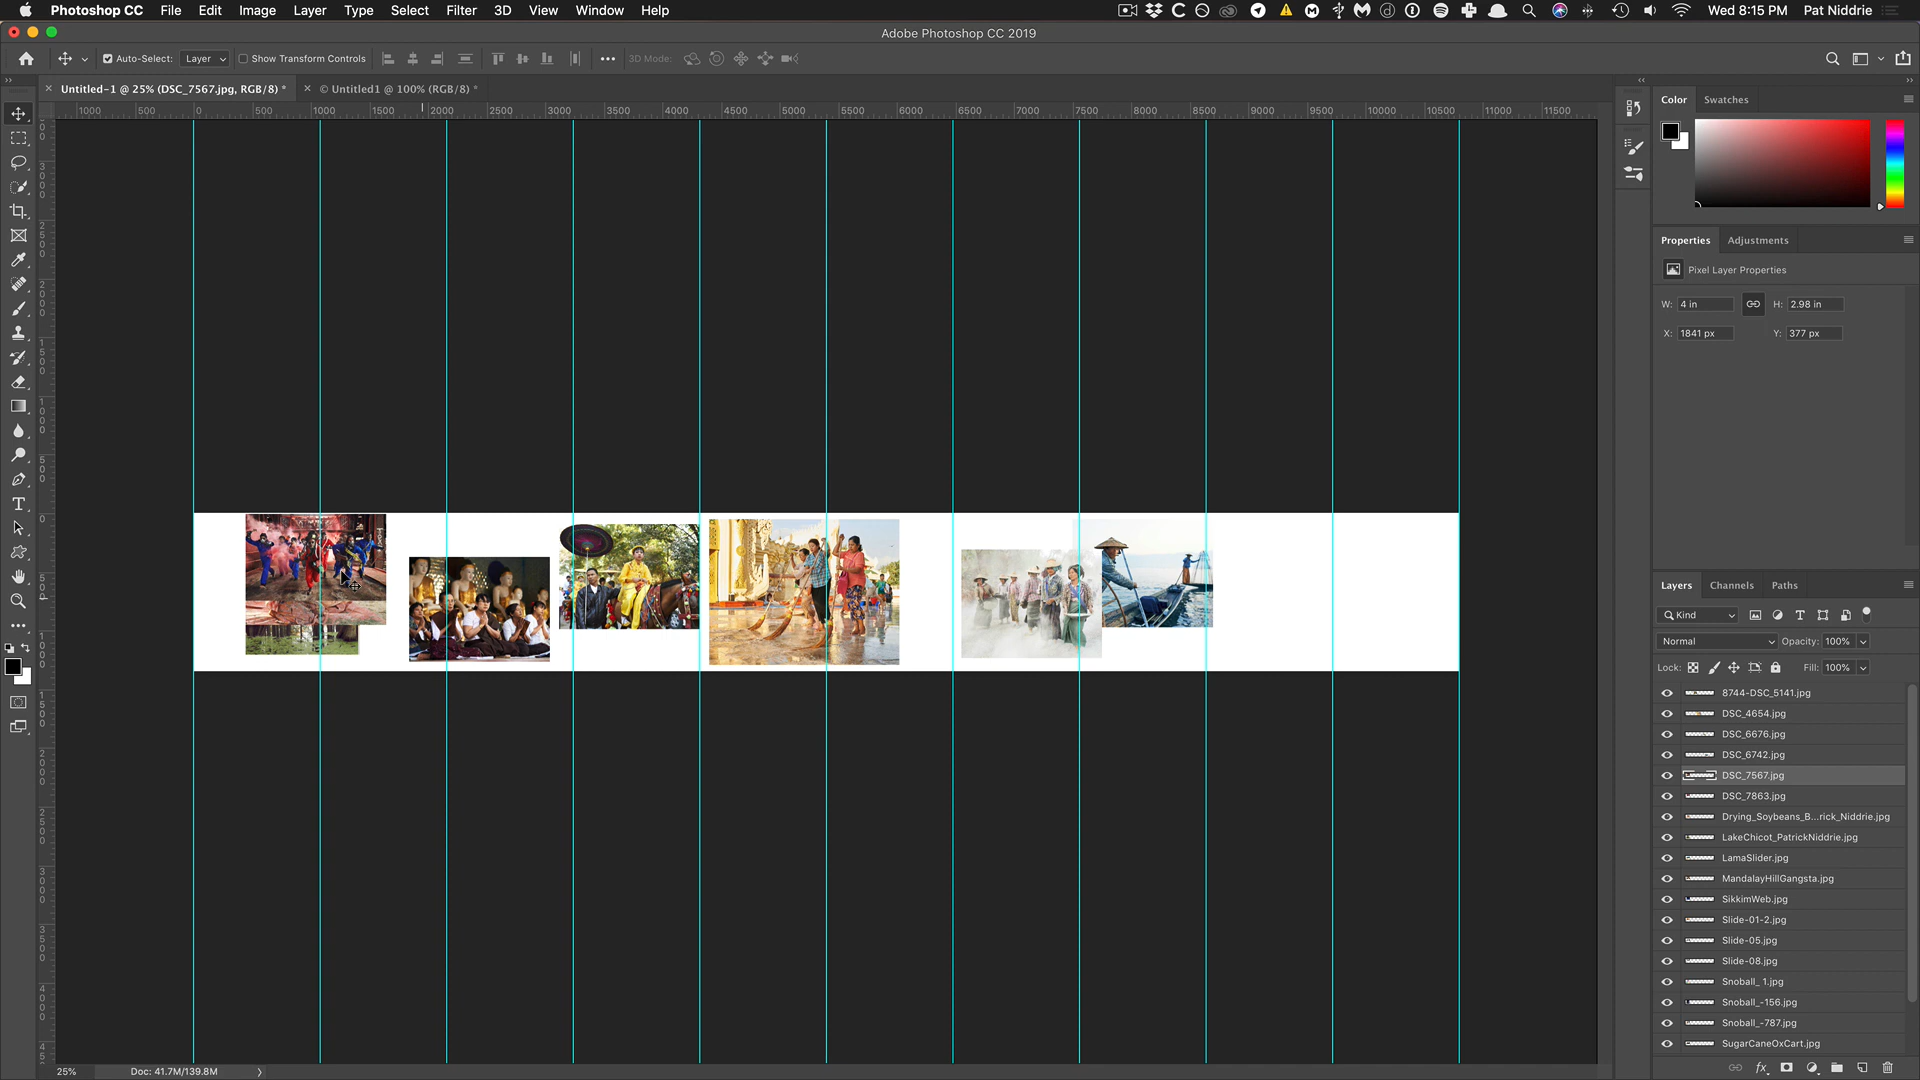 Photoshop CC File Edit Image Layer Type Select Filter 3D View Window Help Wed 8:15 PM Pat Niddrie
Adobe Photoshop CC 2019
Auto-Select: Layer Show Transform Controls 3D Mode:
Untitled-1 @ 25% (DSC_7567.jpg, RGB/8) * © Untitled1 @ 100% (RGB/8) *
1000 500 0 500 1000 1500 2000 2500 3000 3500 4000 4500 5000 5500 6000 6500 7000 7500 8000 8500 9000 9500 10000 10500 11000 11500
Color Swatches
Properties Adjustments
Pixel Layer Properties
W: 4 in H: 2.98 in
X: 1841 px Y: 377 px
Layers Channels Paths
Kind
Normal Opacity: 100%
Lock: Fill: 100%
8744-DSC_5141.jpg
DSC_4654.jpg
DSC_6676.jpg
DSC_6742.jpg
DSC_7567.jpg
DSC_7863.jpg
Drying_Soybeans_B...rick_Niddrie.jpg
LakeChicot_PatrickNiddrie.jpg
LamaSlider.jpg
MandalayHillGangsta.jpg
SikkimWeb.jpg
Slide-01-2.jpg
Slide-05.jpg
Slide-08.jpg
Snoball_ 1.jpg
Snoball_-156.jpg
Snoball_-787.jpg
SugarCaneOxCart.jpg
25% Doc: 41.7M/139.8M